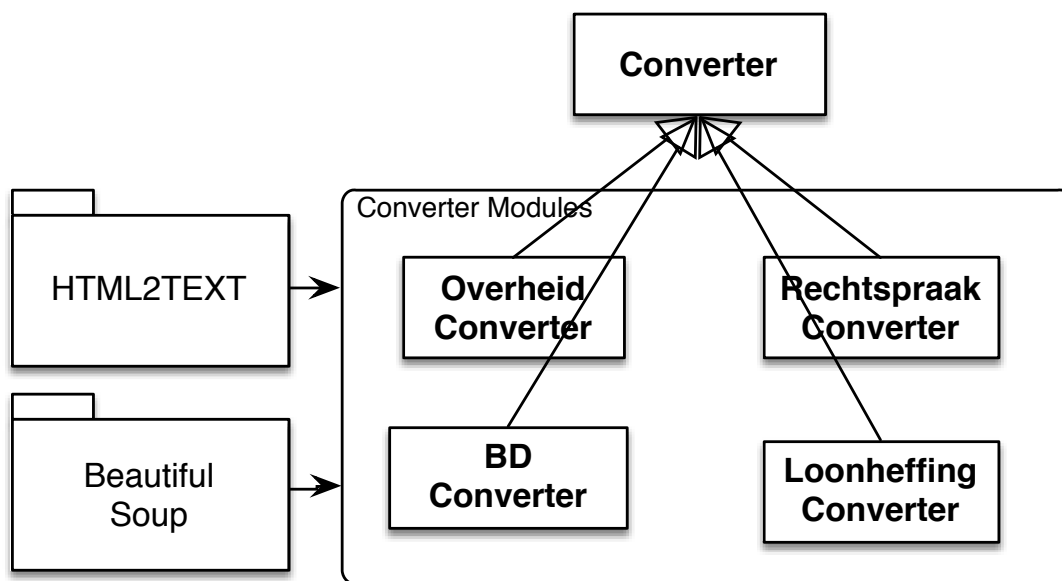 Converter
Converter Modules
HTML2TEXT
Overheid
Converter
Rechtspraak
Converter
Beautiful
Soup
BD
Converter
Loonheffing
Converter